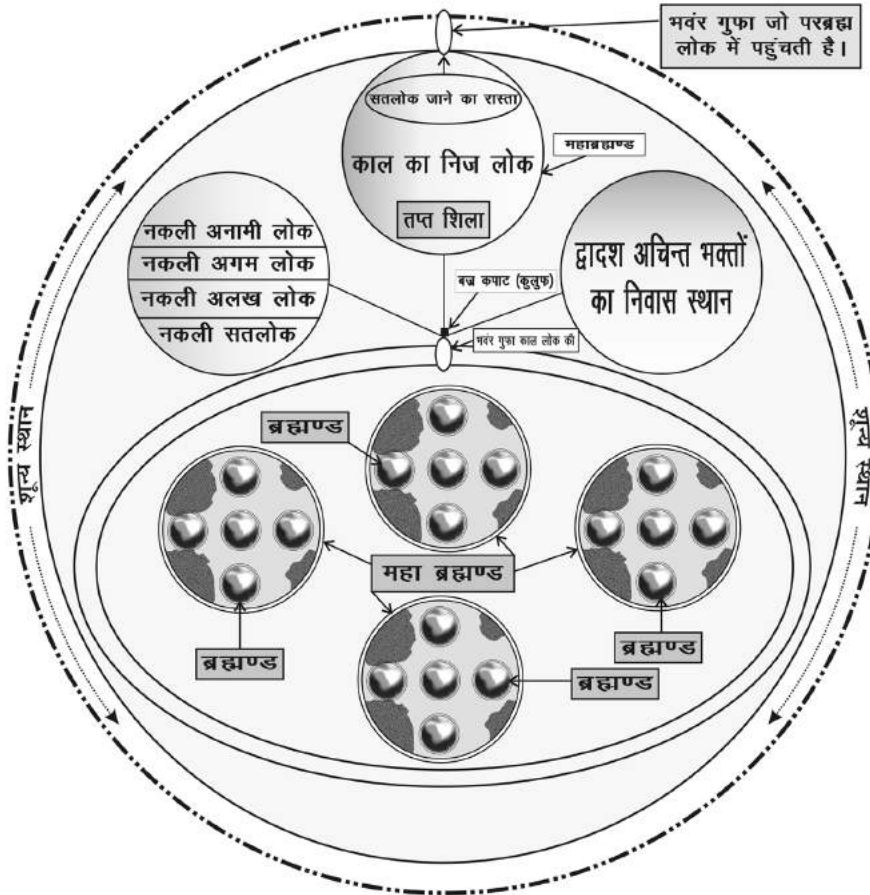 भवंर गुफा जो परब्रह्म
लोक में पहुंचती है।
सतलोक जाने का रास्ता
काल का निज लोक
महाब्रह्मण्ड
तप्त शिला
नकली अनामी लोक
नकली अगम लोक
नकली अलख लोक
नकली सतलोक
द्वादश अचिन्त भक्तों
का निवास स्थान
बज्र कपाट (कुलुफ)
भवंर गुफा काल लोक की
शून्य स्थान
शून्य स्थान
ब्रह्मण्ड
महा ब्रह्मण्ड
ब्रह्मण्ड
ब्रह्मण्ड
ब्रह्मण्ड